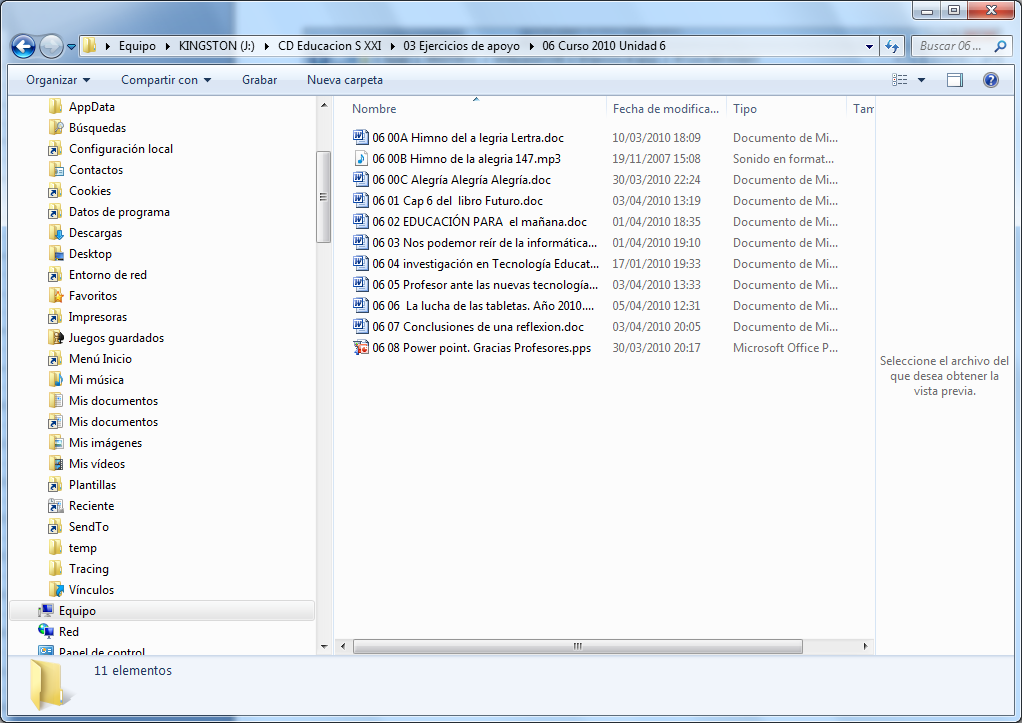 Equipo ▸ KINGSTON (J:) ▸ CD Educacion S XXI ▸ 03 Ejercicios de apoyo ▸ 06 Curso 2010 Unidad 6
Buscar 06 ...
Organizar Compartir con Grabar Nueva carpeta
AppData
Búsquedas
Configuración local
Contactos
Cookies
Datos de programa
Descargas
Desktop
Entorno de red
Favoritos
Impresoras
Juegos guardados
Menú Inicio
Mi música
Mis documentos
Mis documentos
Mis imágenes
Mis vídeos
Plantillas
Reciente
SendTo
temp
Tracing
Vínculos
Equipo
Red
Panel de control
Nombre Fecha de modifica... Tipo Tam
06 00A Himno del a legria Lertra.doc 10/03/2010 18:09 Documento de Mi...
06 00B Himno de la alegria 147.mp3 19/11/2007 15:08 Sonido en format...
06 00C Alegría Alegría Alegría.doc 30/03/2010 22:24 Documento de Mi...
06 01 Cap 6 del  libro Futuro.doc 03/04/2010 13:19 Documento de Mi...
06 02 EDUCACIÓN PARA  el mañana.doc 01/04/2010 18:35 Documento de Mi...
06 03 Nos podemor reír de la informática... 01/04/2010 19:10 Documento de Mi...
06 04 investigación en Tecnología Educat... 17/01/2010 19:33 Documento de Mi...
06 05 Profesor ante las nuevas tecnología... 03/04/2010 13:33 Documento de Mi...
06 06  La lucha de las tabletas. Año 2010.... 05/04/2010 12:31 Documento de Mi...
06 07 Conclusiones de una reflexion.doc 03/04/2010 20:05 Documento de Mi...
06 08 Power point. Gracias Profesores.pps 30/03/2010 20:17 Microsoft Office P...
Seleccione el archivo del
que desea obtener la
vista previa.
11 elementos